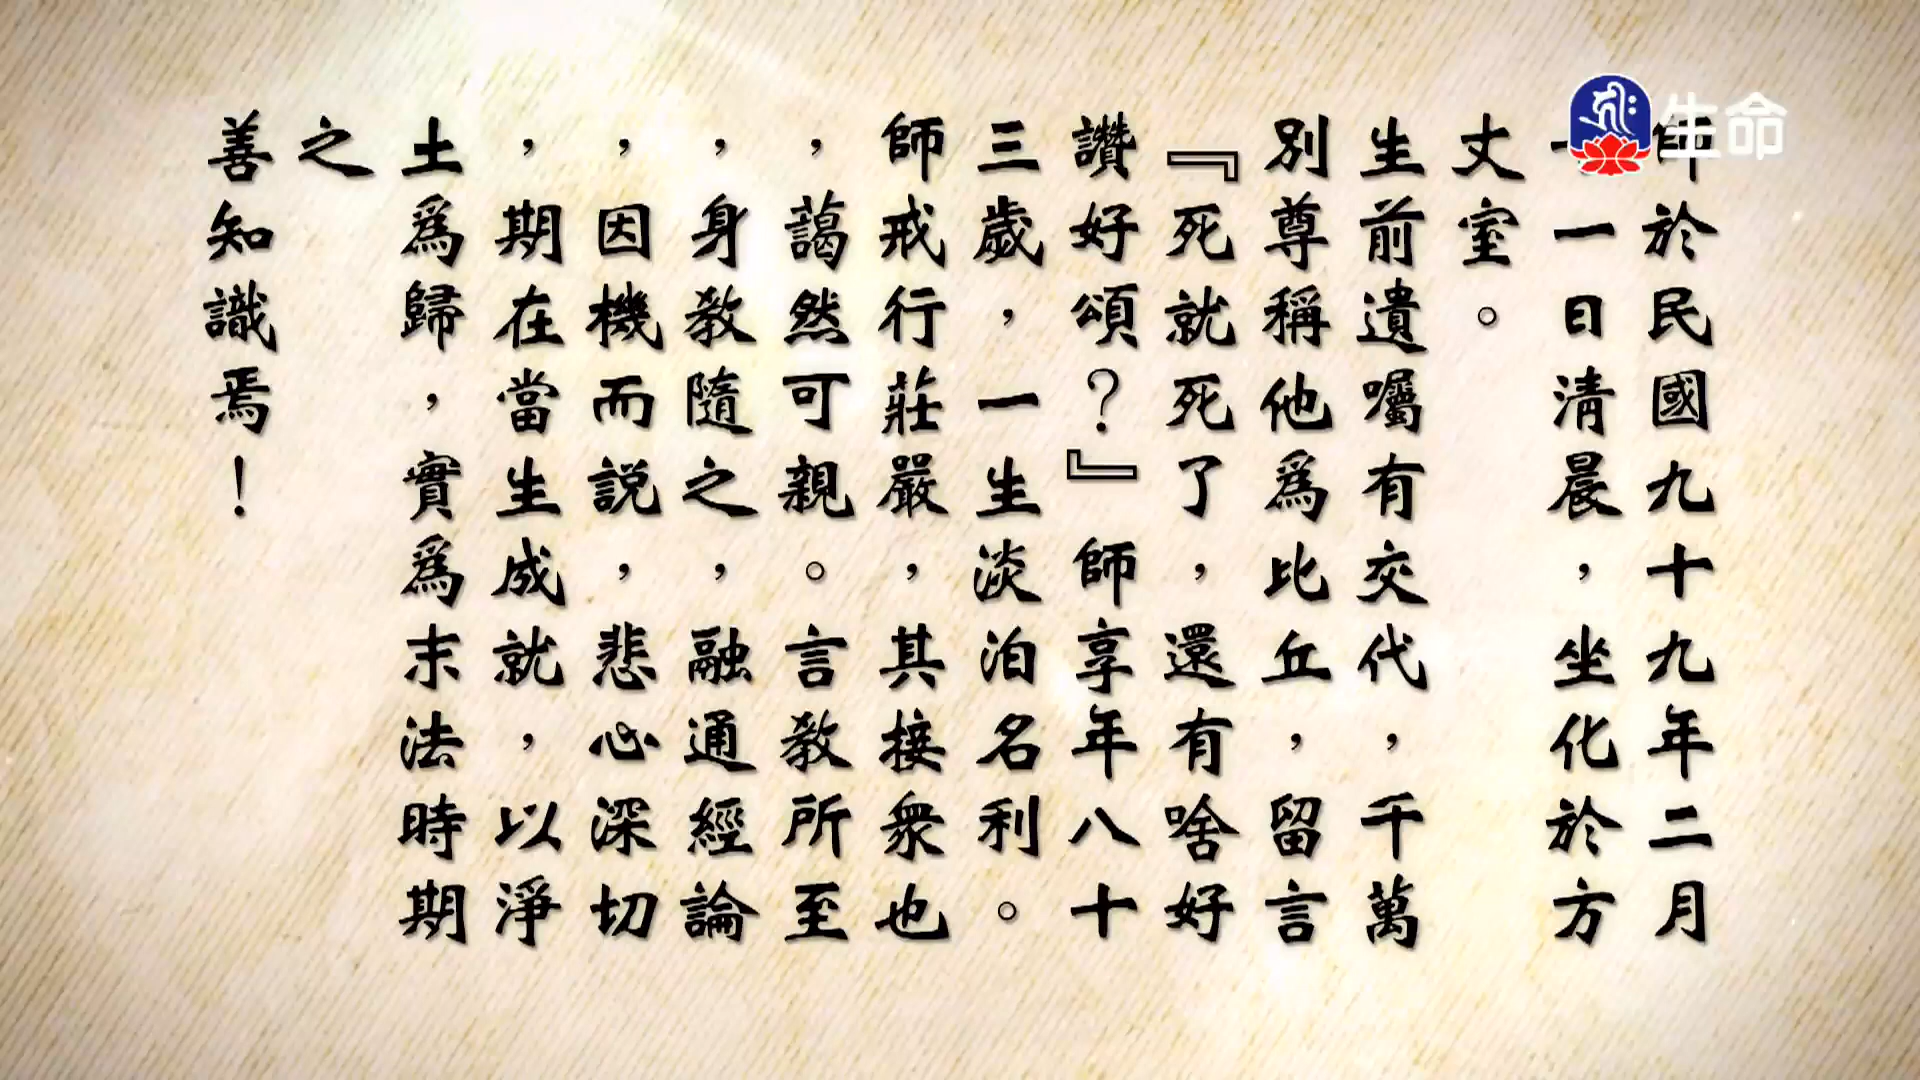 生命
師於民國九十九年二月
一日清晨，坐化於方
丈室。
生前遺囑有交代，千萬
別尊稱他爲比丘，留言
『死就死了，還有啥好
讚好頌？』師享年八十
三歲，一生淡泊名利。
師戒行莊嚴，其接衆也
，藹然可親。言教所至
，身教隨之，融通經論
，因機而説，悲心深切
，期在當生成就，以淨
土爲歸，實爲末法時期
之
善知識焉！